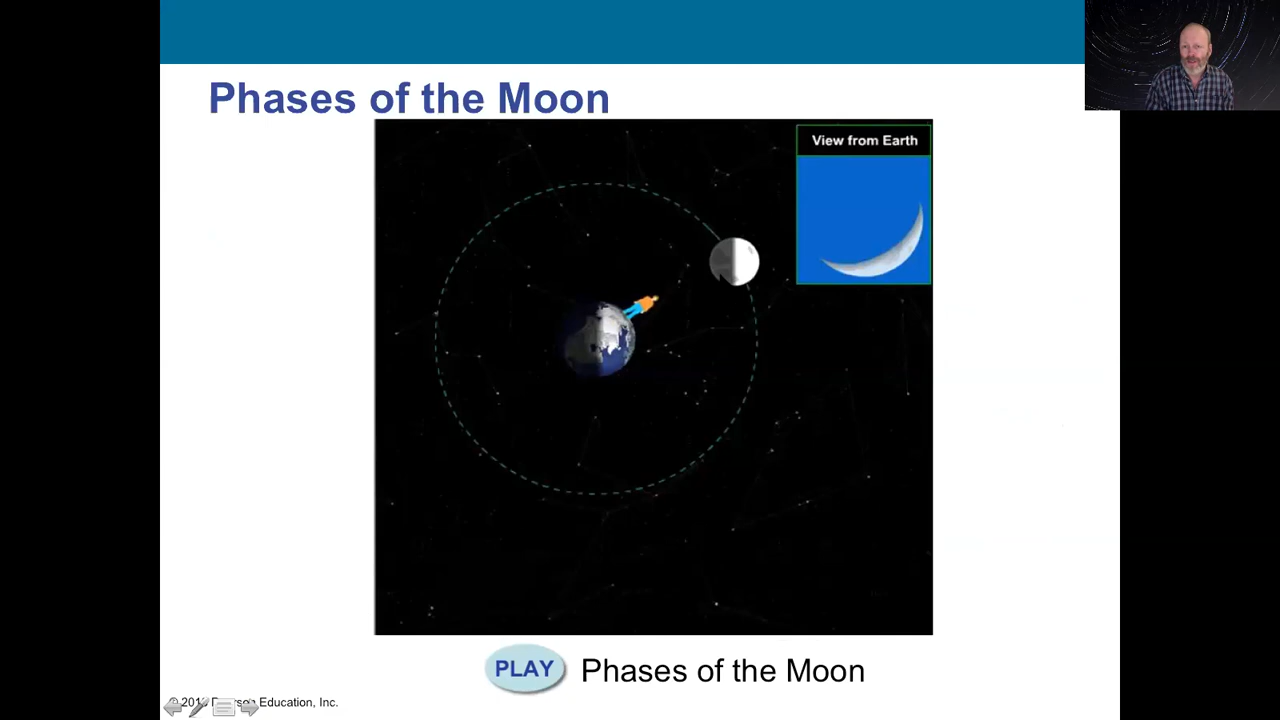 Phases of the Moon
View from Earth
PLAY Phases of the Moon
Education, Inc.